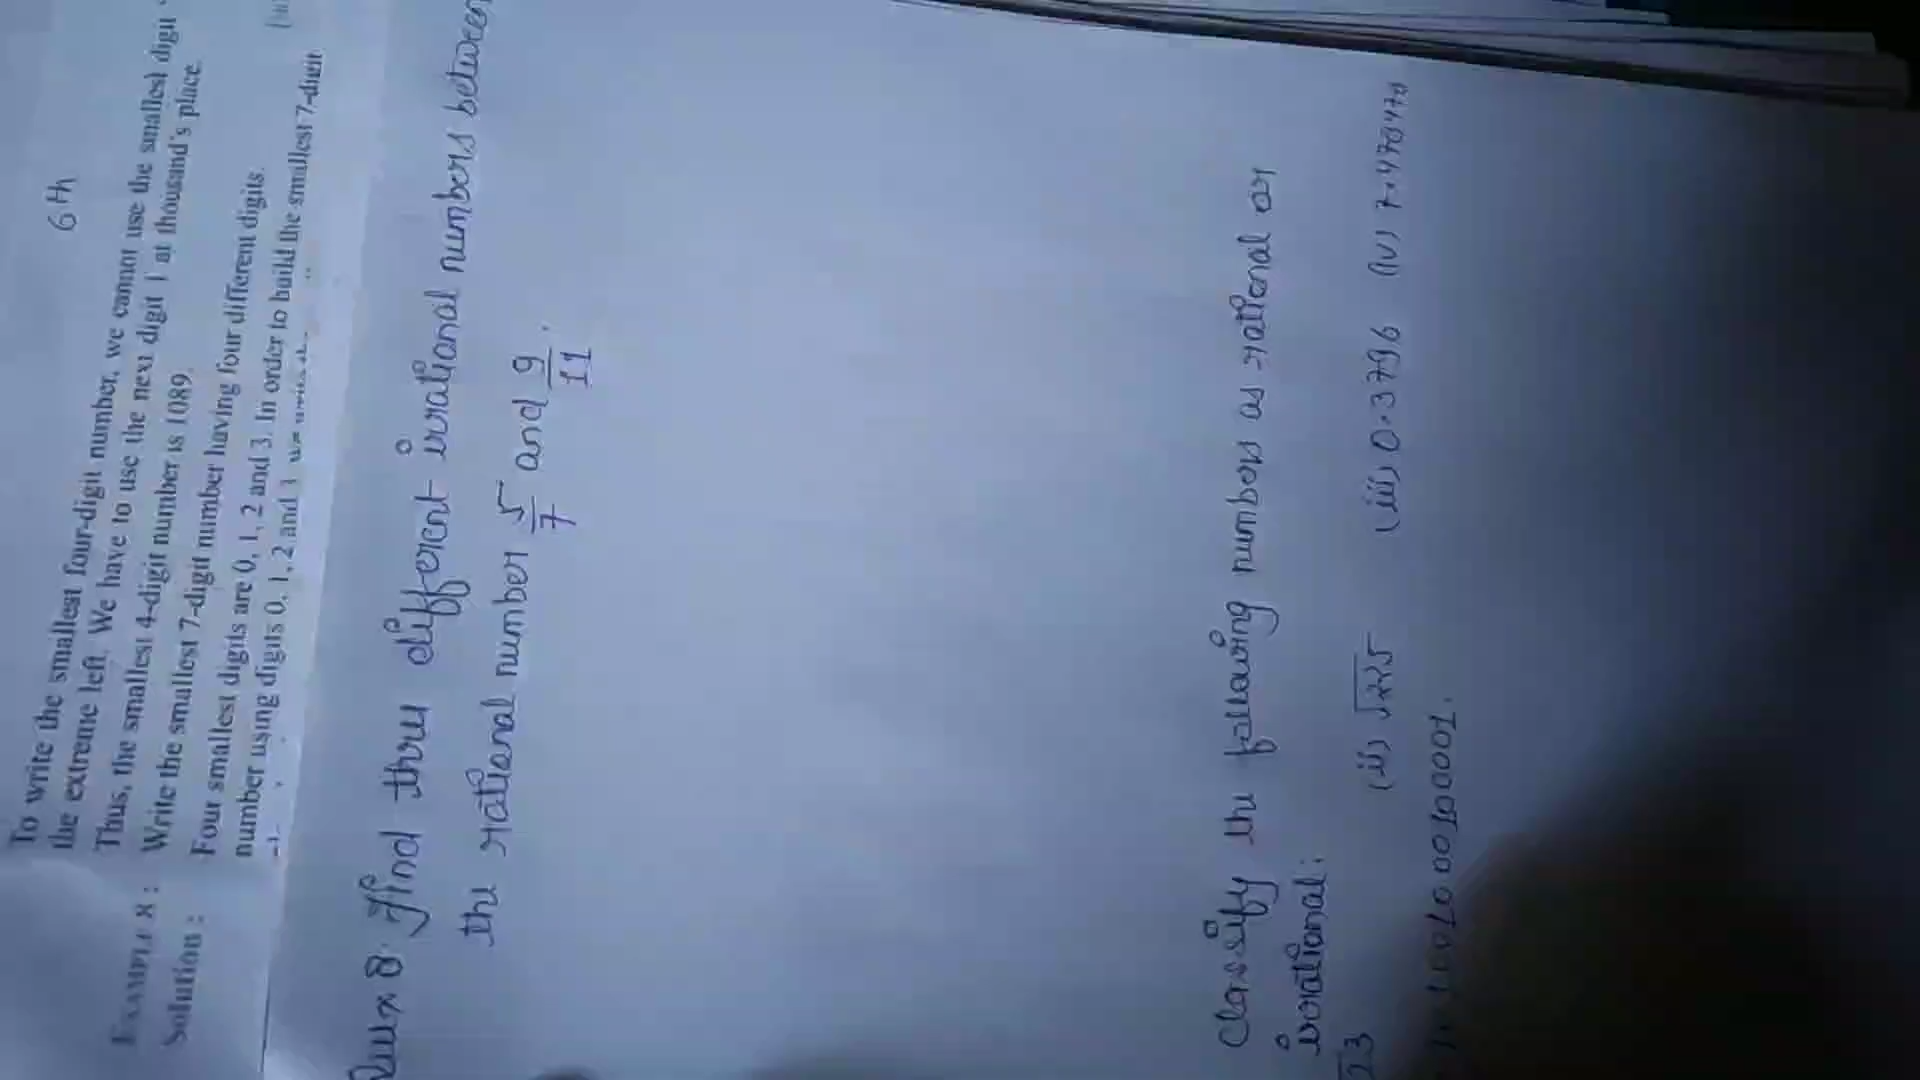 6th
To write the smallest four-digit number, we cannot use the smallest digit
the extreme left. We have to use the next digit 1 at thousand's place.
Thus, the smallest 4-digit number is 1089.
EXAMPLE 8 : Write the smallest 7-digit number having four different digits.
Solution : Four smallest digits are 0, 1, 2 and 3. In order to build the smallest 7-digit
number using digits 0, 1, 2 and 3
8. Find three different irrational numbers between
the rational number 5/7 and 9/11.
Classify the following numbers as rational or
irrational:
(ii) √225 (iii) 0.3796 (iv) 7.478478